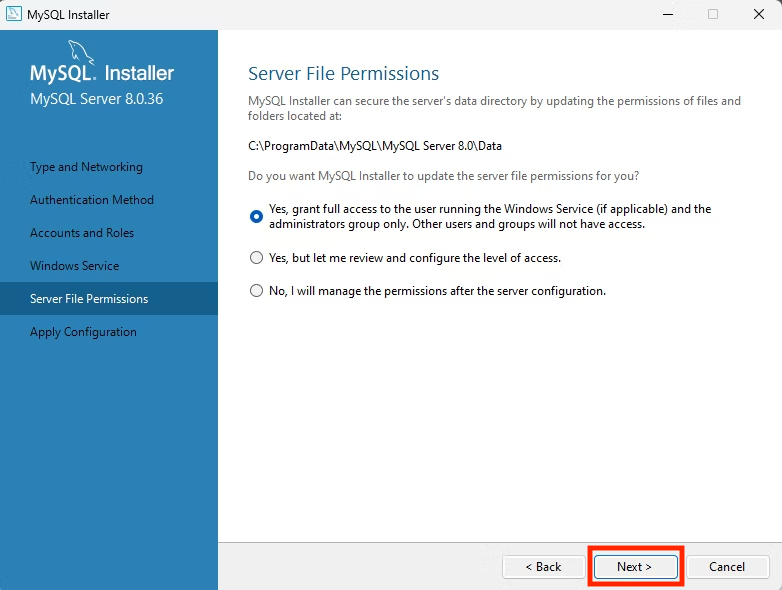 MySQL Installer
MySQL. Installer
MySQL Server 8.0.36
Type and Networking
Authentication Method
Accounts and Roles
Windows Service
Server File Permissions
Apply Configuration
Server File Permissions
MySQL Installer can secure the server's data directory by updating the permissions of files and
folders located at:
C:\ProgramData\MySQL\MySQL Server 8.0\Data
Do you want MySQL Installer to update the server file permissions for you?
Yes, grant full access to the user running the Windows Service (if applicable) and the
administrators group only. Other users and groups will not have access.
Yes, but let me review and configure the level of access.
No, I will manage the permissions after the server configuration.
< Back
Next >
Cancel